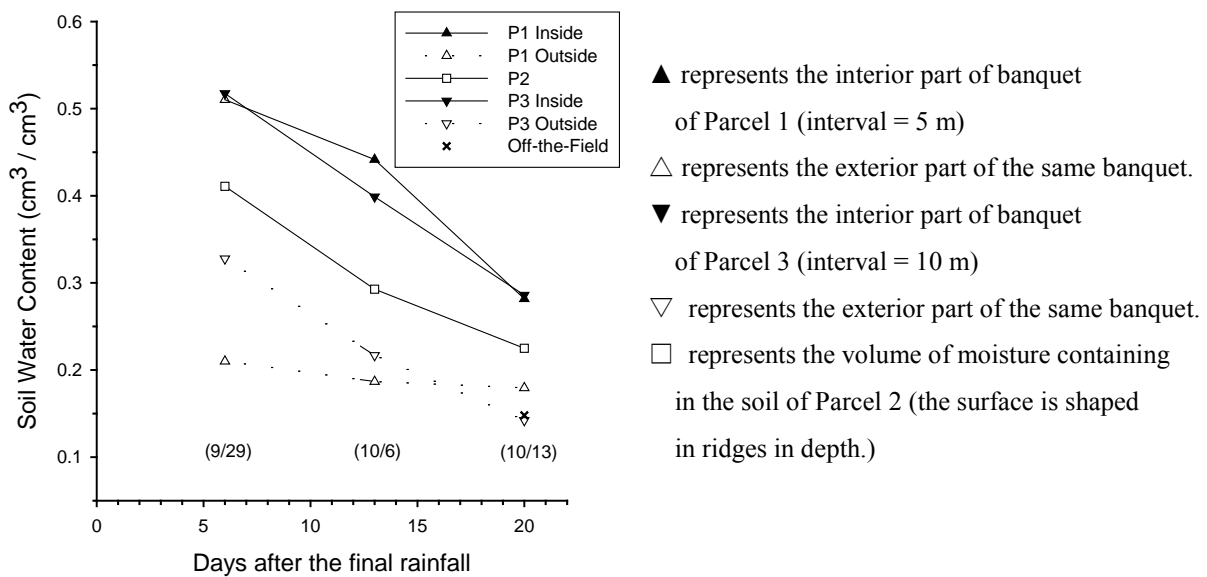 0.6
0.5
0.4
0.3
0.2
0.1
Soil Water Content (cm³ / cm³)
P1 Inside
P1 Outside
P2
P3 Inside
P3 Outside
Off-the-Field
(9/29) (10/6) (10/13)
0 5 10 15 20
Days after the final rainfall
▲ represents the interior part of banquet
of Parcel 1 (interval = 5 m)
△ represents the exterior part of the same banquet.
▼ represents the interior part of banquet
of Parcel 3 (interval = 10 m)
▽ represents the exterior part of the same banquet.
□ represents the volume of moisture containing
in the soil of Parcel 2 (the surface is shaped
in ridges in depth.)